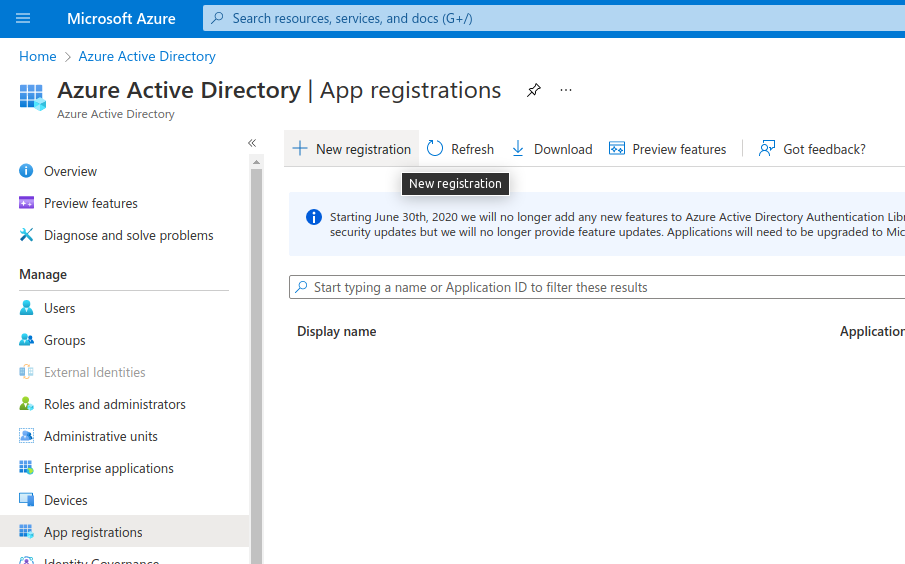 Microsoft Azure
Search resources, services, and docs (G+/)
Home > Azure Active Directory
Azure Active Directory | App registrations
Azure Active Directory
Overview
Preview features
Diagnose and solve problems
Manage
Users
Groups
External Identities
Roles and administrators
Administrative units
Enterprise applications
Devices
App registrations
Identity Governance
New registration
Refresh
Download
Preview features
Got feedback?
New registration
Starting June 30th, 2020 we will no longer add any new features to Azure Active Directory Authentication Libr
security updates but we will no longer provide feature updates. Applications will need to be upgraded to Mic
Start typing a name or Application ID to filter these results
Display name
Application